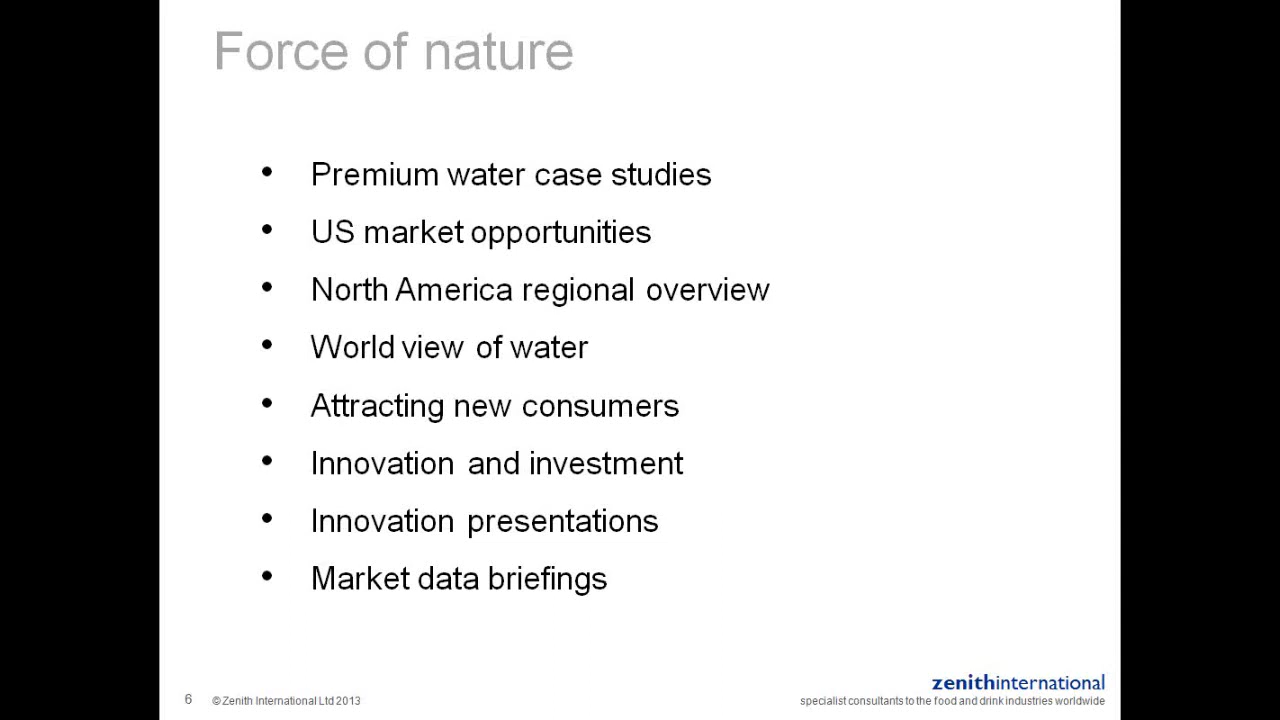 Force of nature
• Premium water case studies
• US market opportunities
• North America regional overview
• World view of water
• Attracting new consumers
• Innovation and investment
• Innovation presentations
• Market data briefings
zenithinternational
6 © Zenith International Ltd 2013
specialist consultants to the food and drink industries worldwide